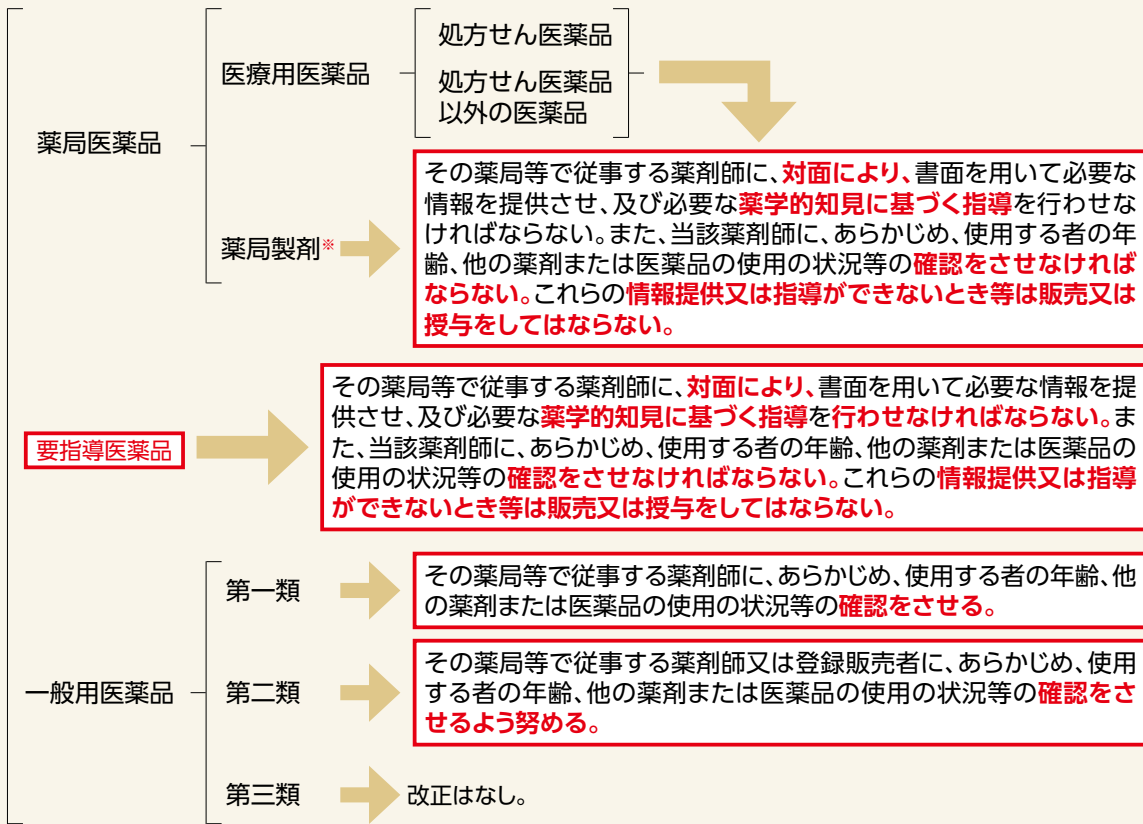 処方せん医薬品
医療用医薬品
処方せん医薬品
以外の医薬品
薬局医薬品
その薬局等で従事する薬剤師に、対面により、書面を用いて必要な
情報を提供させ、及び必要な薬学的知見に基づく指導を行わせな
ければならない。また、当該薬剤師に、あらかじめ、使用する者の年
齢、他の薬剤または医薬品の使用の状況等の確認をさせなければ
ならない。これらの情報提供又は指導ができないとき等は販売又は
授与をしてはならない。
薬局製剤※
その薬局等で従事する薬剤師に、対面により、書面を用いて必要な情報を提
供させ、及び必要な薬学的知見に基づく指導を行わせなければならない。ま
た、当該薬剤師に、あらかじめ、使用する者の年齢、他の薬剤または医薬品の
使用の状況等の確認をさせなければならない。これらの情報提供又は指導
ができないとき等は販売又は授与をしてはならない。
要指導医薬品
第一類
その薬局等で従事する薬剤師に、あらかじめ、使用する者の年齢、他
の薬剤または医薬品の使用の状況等の確認をさせる。
一般用医薬品
第二類
その薬局等で従事する薬剤師又は登録販売者に、あらかじめ、使用
する者の年齢、他の薬剤または医薬品の使用の状況等の確認をさ
せるよう努める。
第三類
改正はなし。